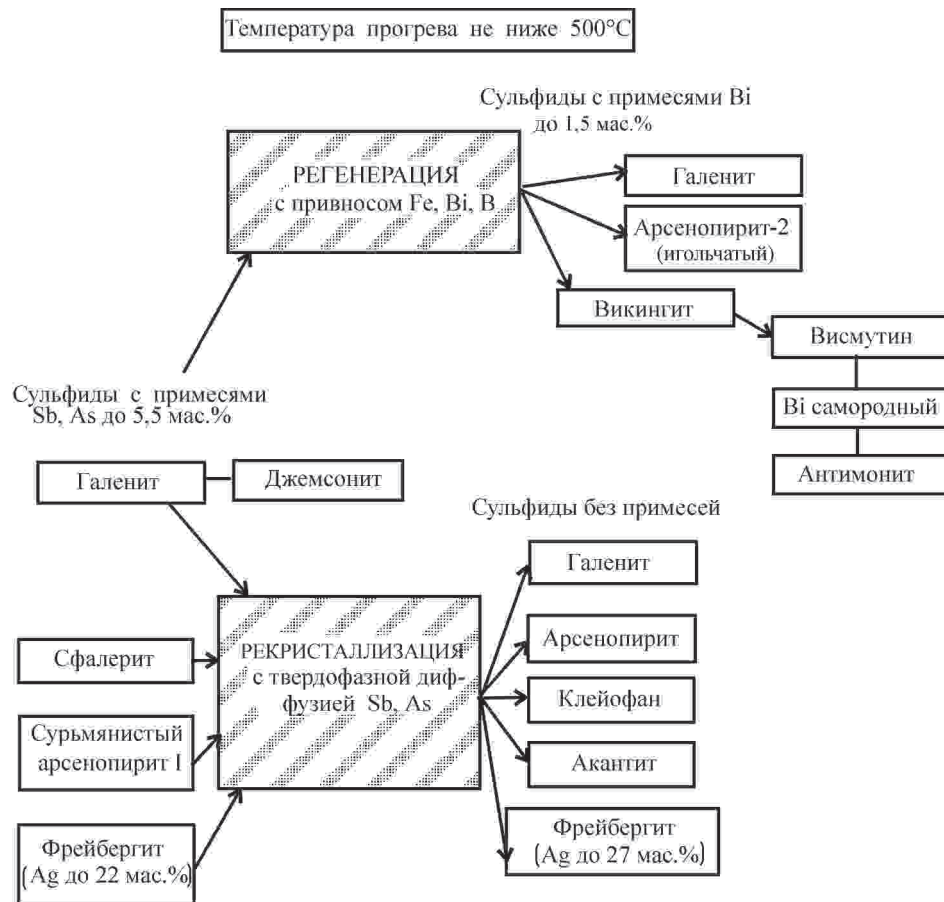 Температура прогрева не ниже 500°С
Сульфиды с примесями Bi
до 1,5 мас.%
РЕГЕНЕРАЦИЯ
с привносом Fe, Bi, B
Галенит
Арсенопирит-2
(игольчатый)
Викингит
Висмутин
Bi самородный
Антимонит
Сульфиды с примесями
Sb, As до 5,5 мас.%
Галенит
Джемсонит
Сульфиды без примесей
Сфалерит
Сурьмянистый
арсенопирит 1
Фрейбергит
(Ag до 22 мас.%)
РЕКРИСТАЛЛИЗАЦИЯ
с твердофазной диф-
фузией Sb, As
Галенит
Арсенопирит
Клейофан
Акантит
Фрейбергит
(Ag до 27 мас.%)